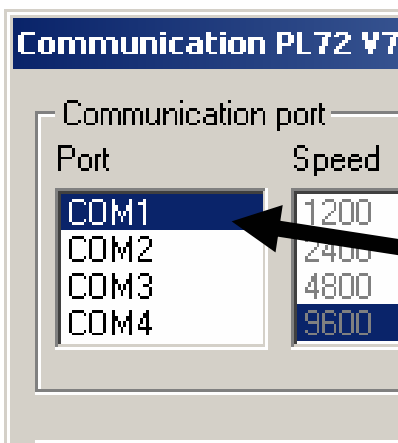 Communication PL72 V7
Communication port
Port
COM1
COM2
COM3
COM4
Speed
1200
2400
4800
9600